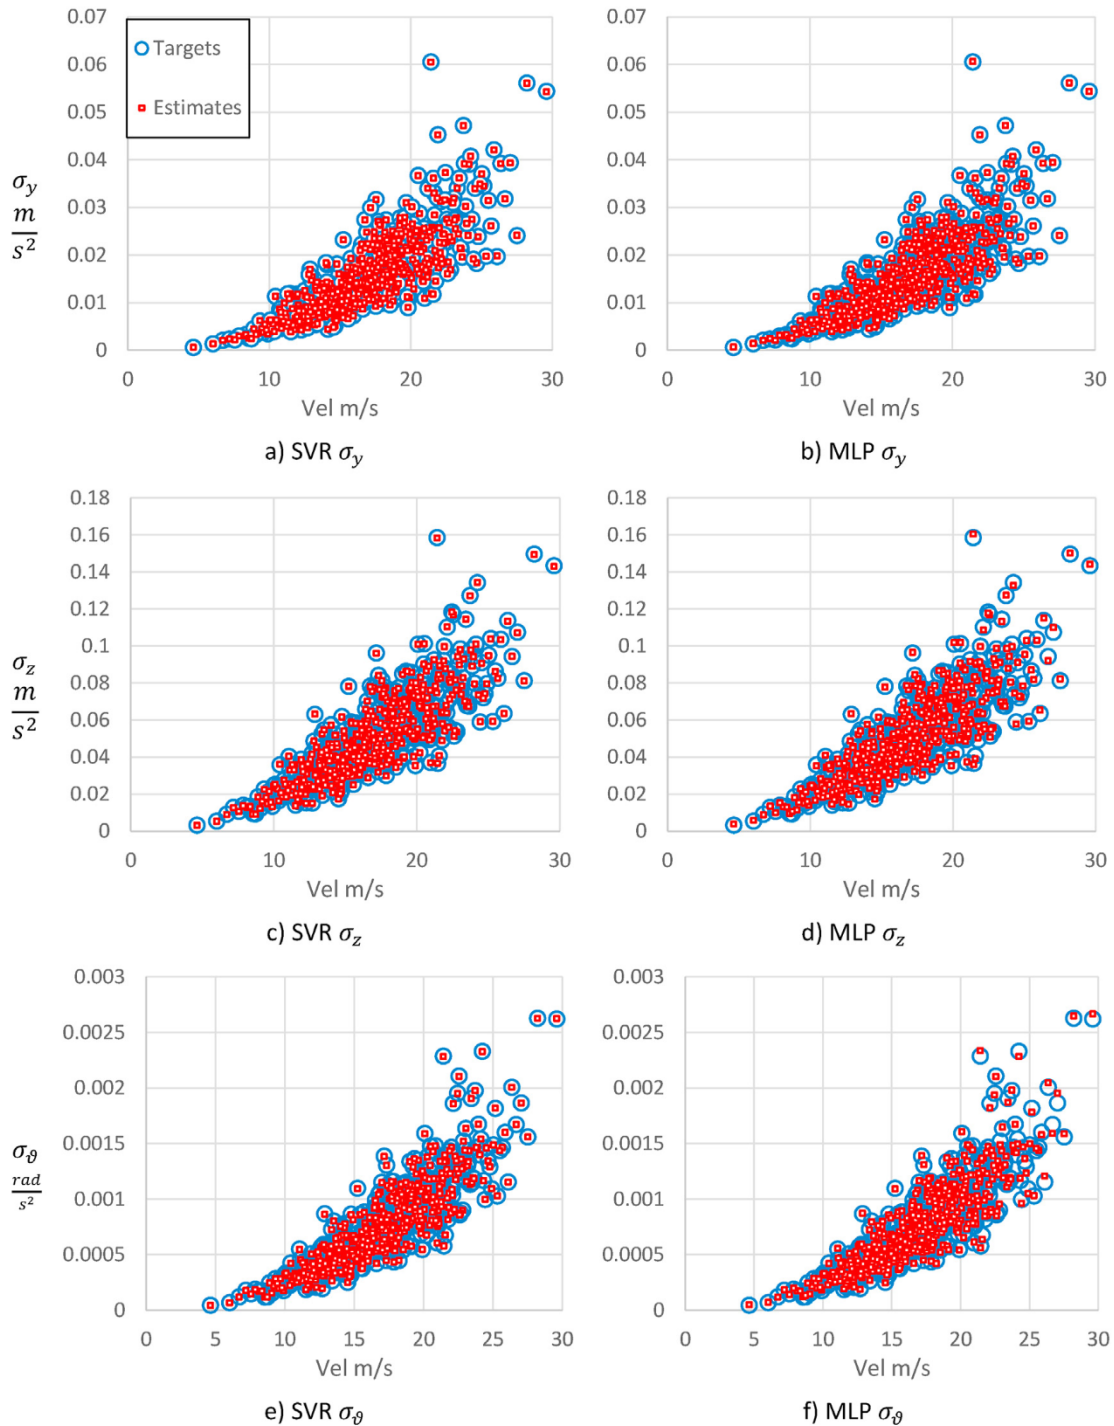 0.07
0.06
0.05
0.04
0.03
0.02
0.01
0
σy
m
s²
Targets
Estimates
0 10 20 30
Vel m/s
a) SVR σy
0.07
0.06
0.05
0.04
0.03
0.02
0.01
0
0 10 20 30
Vel m/s
b) MLP σy
0.18
0.16
0.14
0.12
0.1
0.08
0.06
0.04
0.02
0
σz
m
s²
0 10 20 30
Vel m/s
c) SVR σz
0.18
0.16
0.14
0.12
0.1
0.08
0.06
0.04
0.02
0
0 10 20 30
Vel m/s
d) MLP σz
0.003
0.0025
0.002
0.0015
0.001
0.0005
0
σϑ
rad
s²
0 5 10 15 20 25 30
Vel m/s
e) SVR σϑ
0.003
0.0025
0.002
0.0015
0.001
0.0005
0
0 5 10 15 20 25 30
Vel m/s
f) MLP σϑ